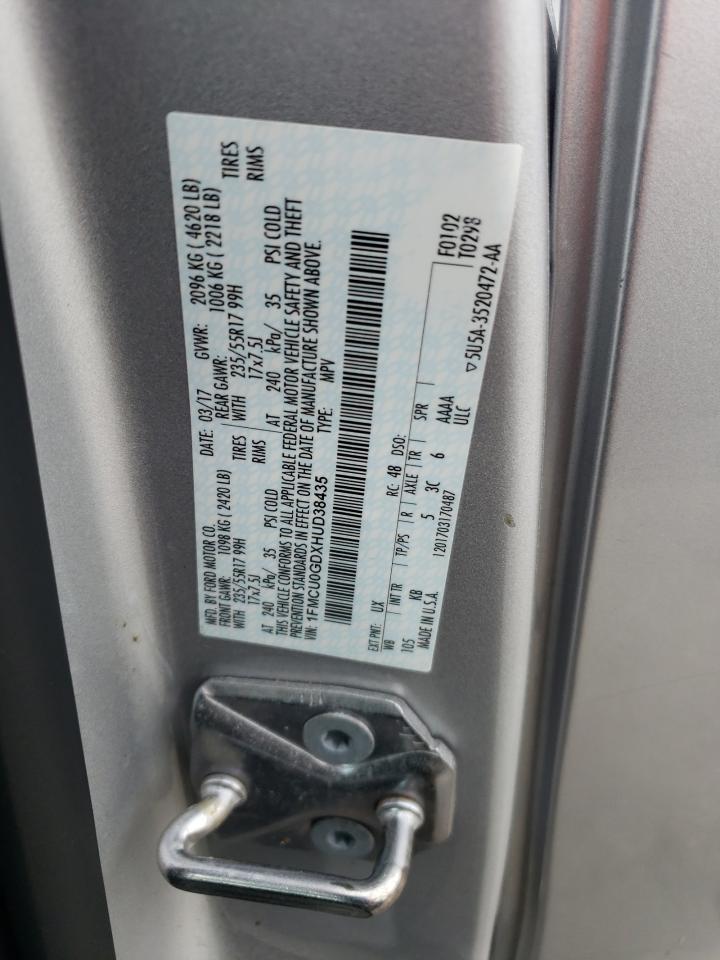 MFD. BY FORD MOTOR CO.
DATE: 03/17 GVWR: 2096 KG ( 4620 LB)
FRONT GAWR: 1098 KG (2420 LB) REAR GAWR: 1006 KG ( 2218 LB)
WITH 235/55R17 99H TIRES WITH 235/55R17 99H TIRES
17x7.5J RIMS 17x7.5J RIMS
AT 240 kPa/ 35 PSI COLD AT 240 kPa/ 35 PSI COLD
THIS VEHICLE CONFORMS TO ALL APPLICABLE FEDERAL MOTOR VEHICLE SAFETY AND THEFT
PREVENTION STANDARDS IN EFFECT ON THE DATE OF MANUFACTURE SHOWN ABOVE.
VIN: 1FMCU0GDXHUD38435 TYPE: MPV
F0102
T0298
EXT PNT: UX RC: 48 DSO:
WB INT TR TP/PS R AXLE TR SPR
105 KB 5 3C 6 AAAA
MADE IN U.S.A. 1201703170487 ULC
▽5U5A-3520472-AA